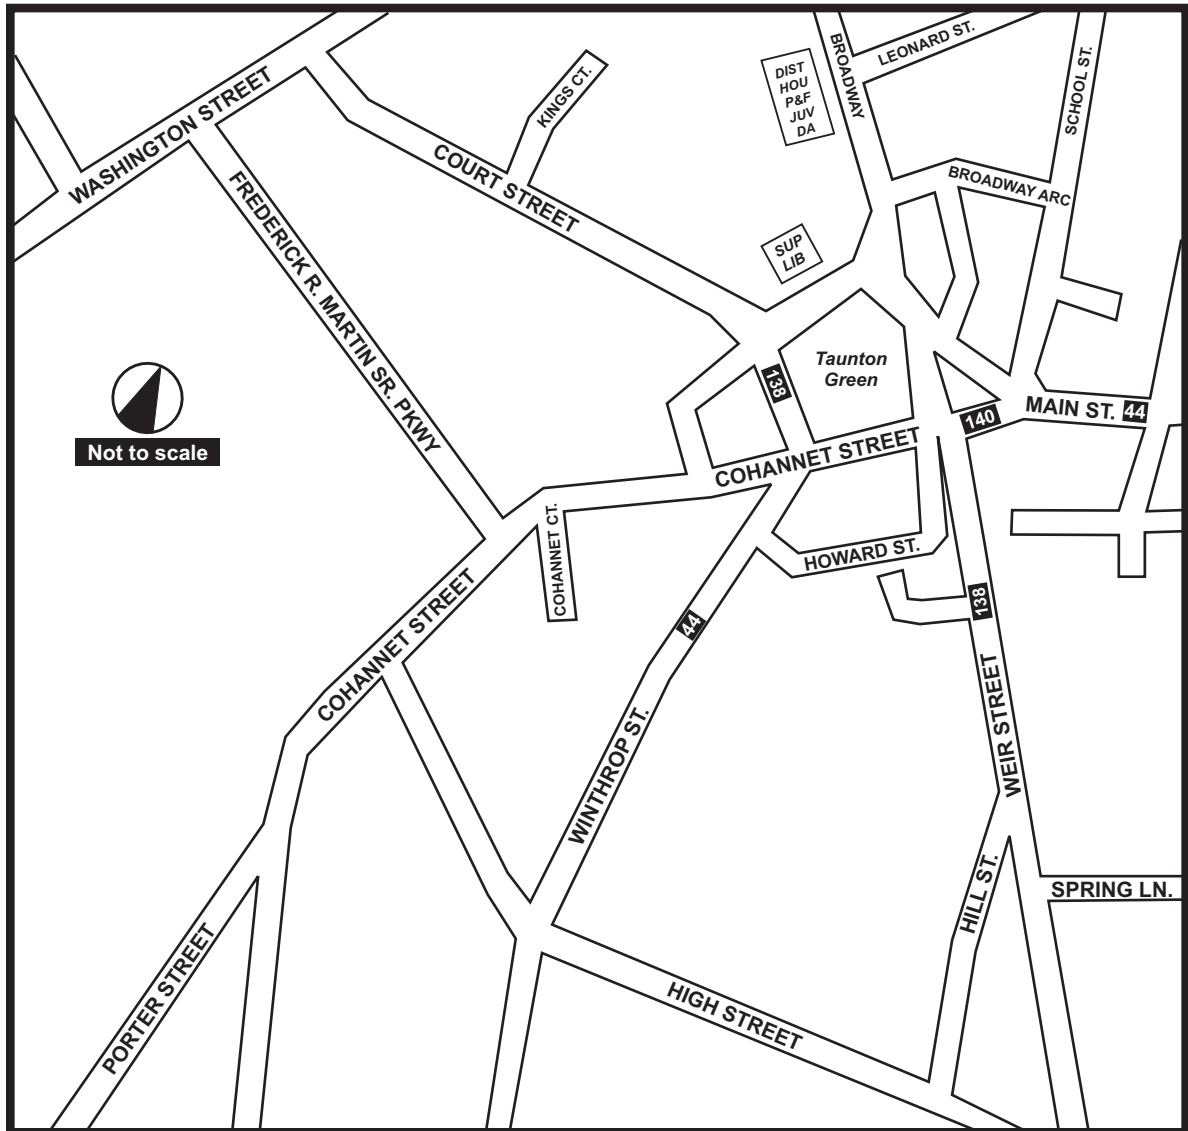 LEONARD ST.
BROADWAY
SCHOOL ST.
DIST
HOU
P&F
JUV
DA
KINGS CT.
WASHINGTON STREET
COURT STREET
BROADWAY ARC
FREDERICK R. MARTIN SR. PKWY
SUP
LIB
Taunton
Green
138
MAIN ST. 44
140
Not to scale
COHANNET STREET
COHANNET CT.
HOWARD ST.
138
44
COHANNET STREET
WEIR STREET
WINTHROP ST.
HILL ST.
SPRING LN.
PORTER STREET
HIGH STREET